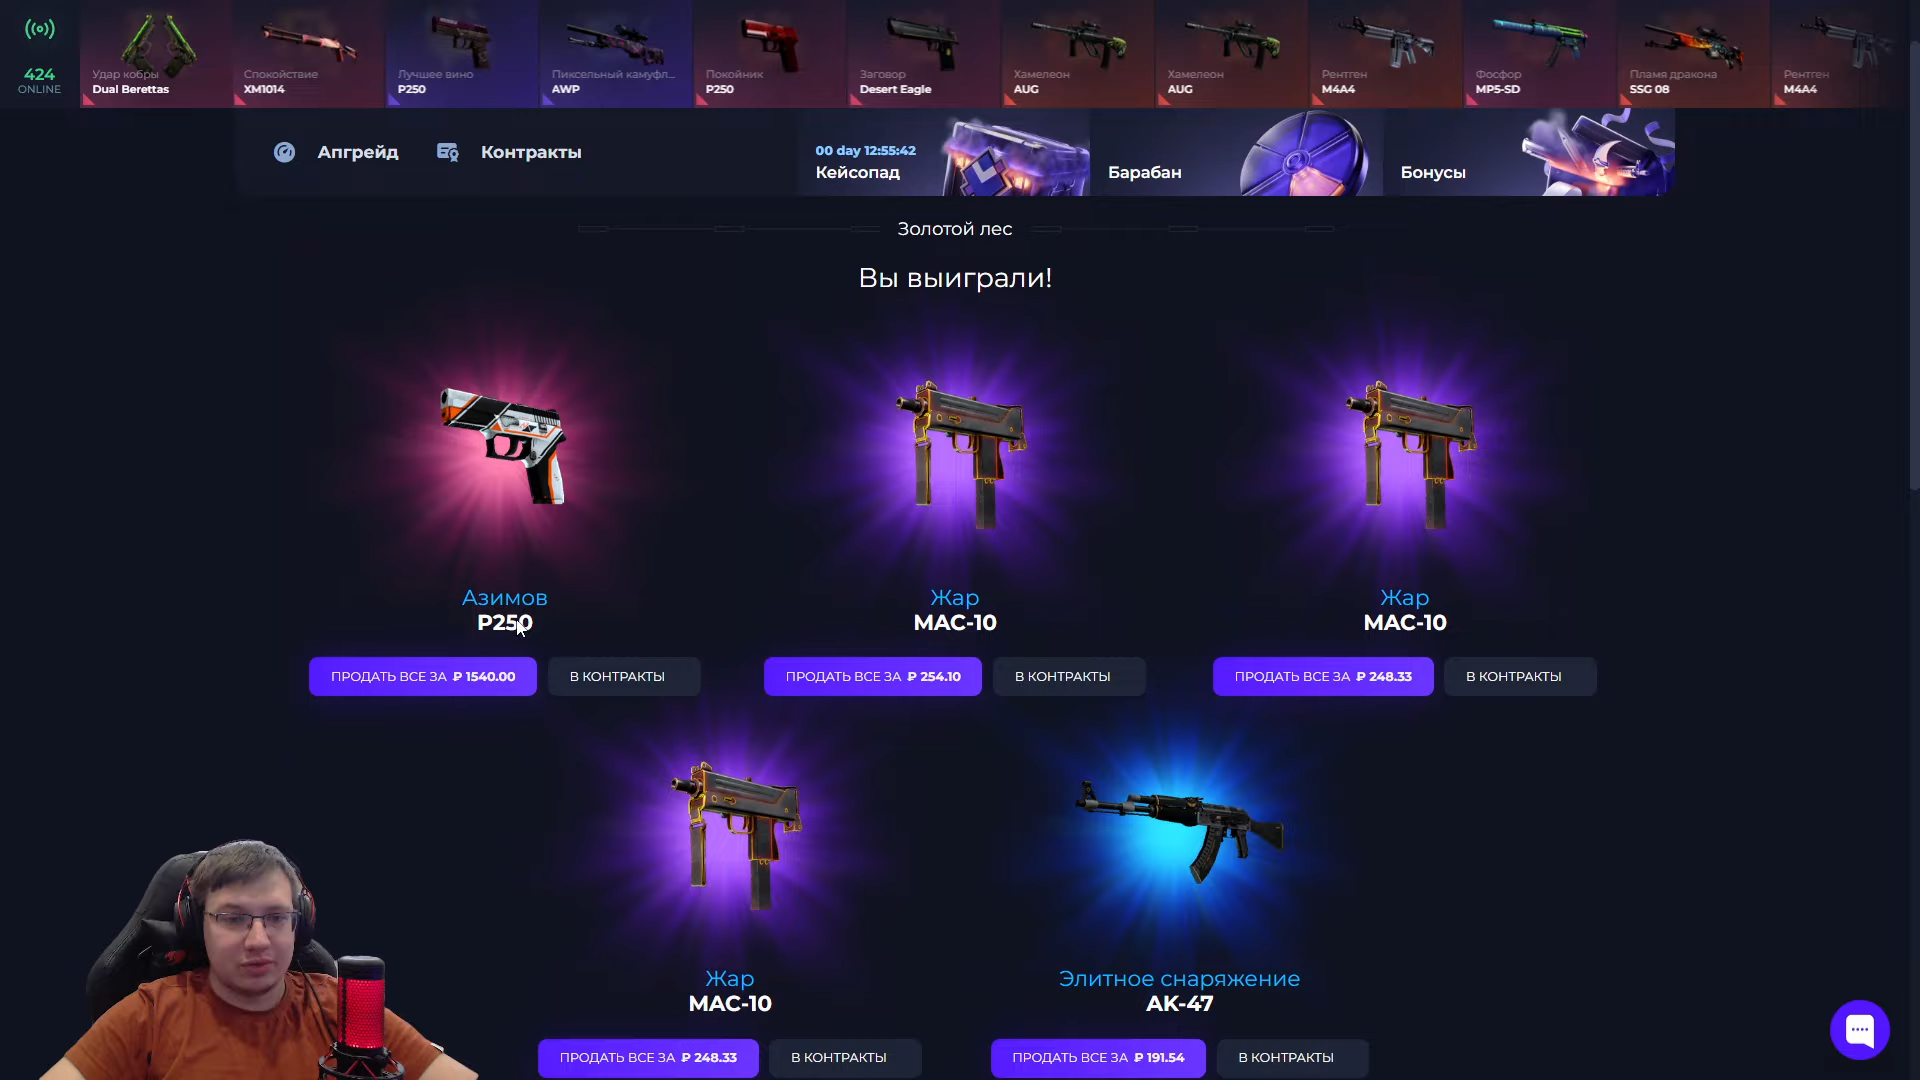 424
ONLINE
Удар кобры
Dual Berettas
Спокойствие
XM1014
Лучшее вино
P250
Пиксельный камуфл...
AWP
Покойник
P250
Заговор
Desert Eagle
Хамелеон
AUG
Хамелеон
AUG
Рентген
M4A4
Фосфор
MP5-SD
Пламя дракона
SSG 08
Рентген
M4A4
Апгрейд
Контракты
00 day 12:55:42
Кейсопад
Барабан
Бонусы
Золотой лес
Вы выиграли!
Азимов
P250
ПРОДАТЬ ВСЕ ЗА ₽ 1540.00
В КОНТРАКТЫ
Жар
MAC-10
ПРОДАТЬ ВСЕ ЗА ₽ 254.10
В КОНТРАКТЫ
Жар
MAC-10
ПРОДАТЬ ВСЕ ЗА ₽ 248.33
В КОНТРАКТЫ
Жар
MAC-10
ПРОДАТЬ ВСЕ ЗА ₽ 248.33
В КОНТРАКТЫ
Элитное снаряжение
AK-47
ПРОДАТЬ ВСЕ ЗА ₽ 191.54
В КОНТРАКТЫ